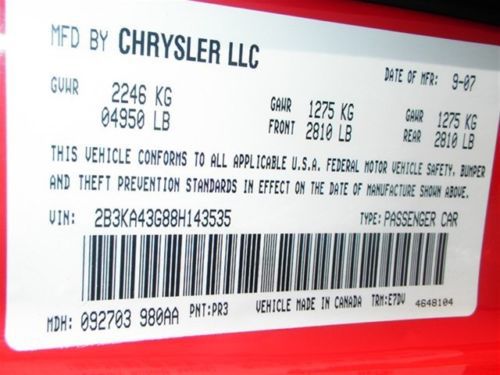 MFD BY CHRYSLER LLC
DATE OF MFR: 9-07
GVWR 2246 KG GAWR 1275 KG GAWR 1275 KG
04950 LB FRONT 2810 LB REAR 2810 LB
THIS VEHICLE CONFORMS TO ALL APPLICABLE U.S.A. FEDERAL MOTOR VEHICLE SAFETY, BUMPER
AND THEFT PREVENTION STANDARDS IN EFFECT ON THE DATE OF MANUFACTURE SHOWN ABOVE.
VIN: 2B3KA43G88H143535 TYPE: PASSENGER CAR
MDH: 092703 980AA PNT: PR3 VEHICLE MADE IN CANADA TRM: E7DV 4648104